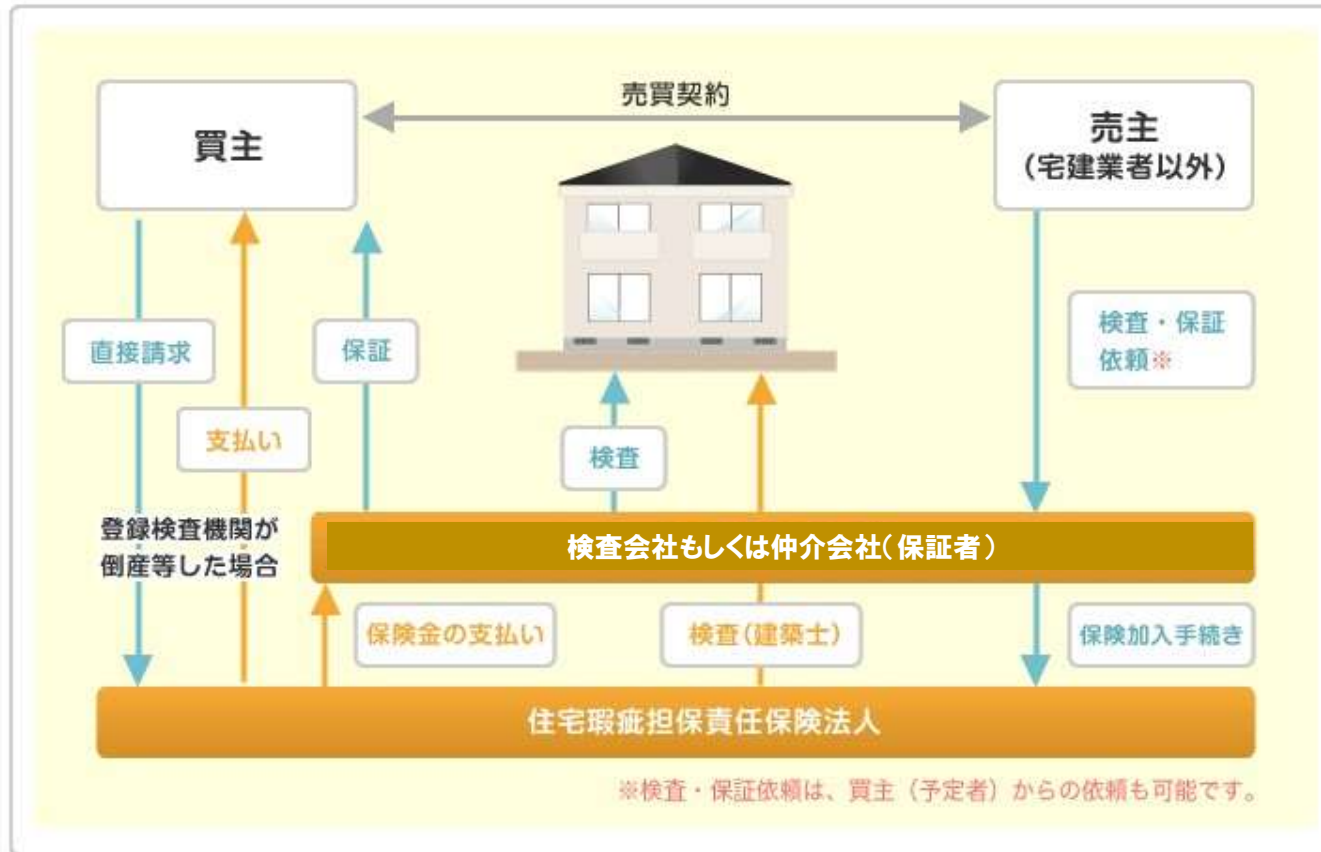 売買契約
買主
売主
(宅建業者以外)
直接請求
保証
検査・保証
依頼※
支払い
検査
登録検査機関が
倒産等した場合
検査会社もしくは仲介会社(保証者)
保険金の支払い
検査(建築士)
保険加入手続き
住宅瑕疵担保責任保険法人
※検査・保証依頼は、買主(予定者)からの依頼も可能です。